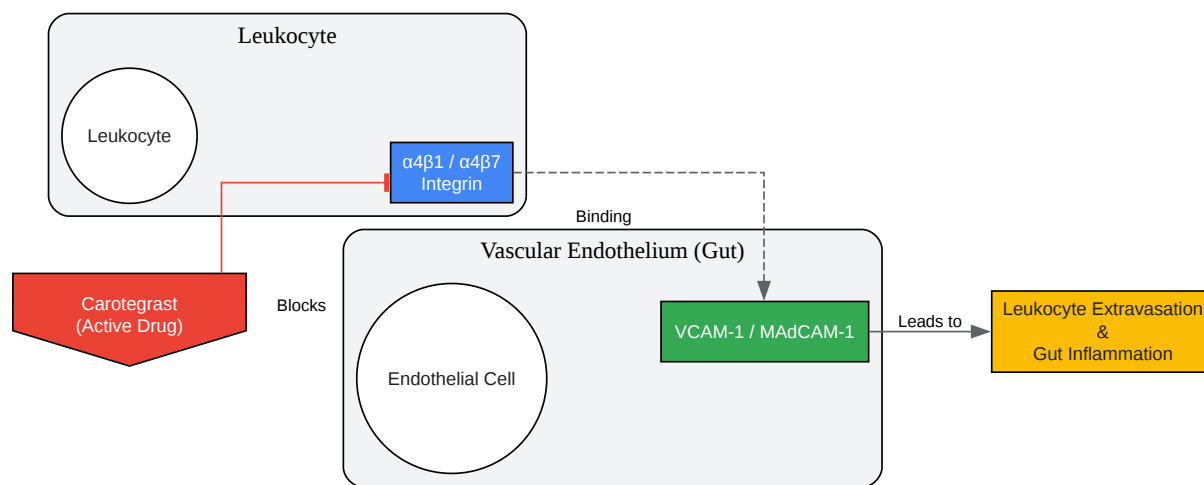 Leukocyte
Leukocyte
α4β1 / α4β7
Integrin
Binding
Vascular Endothelium (Gut)
Carotegrast
(Active Drug)
Blocks
VCAM-1 / MAdCAM-1
Leads to
Leukocyte Extravasation
&
Gut Inflammation
Endothelial Cell